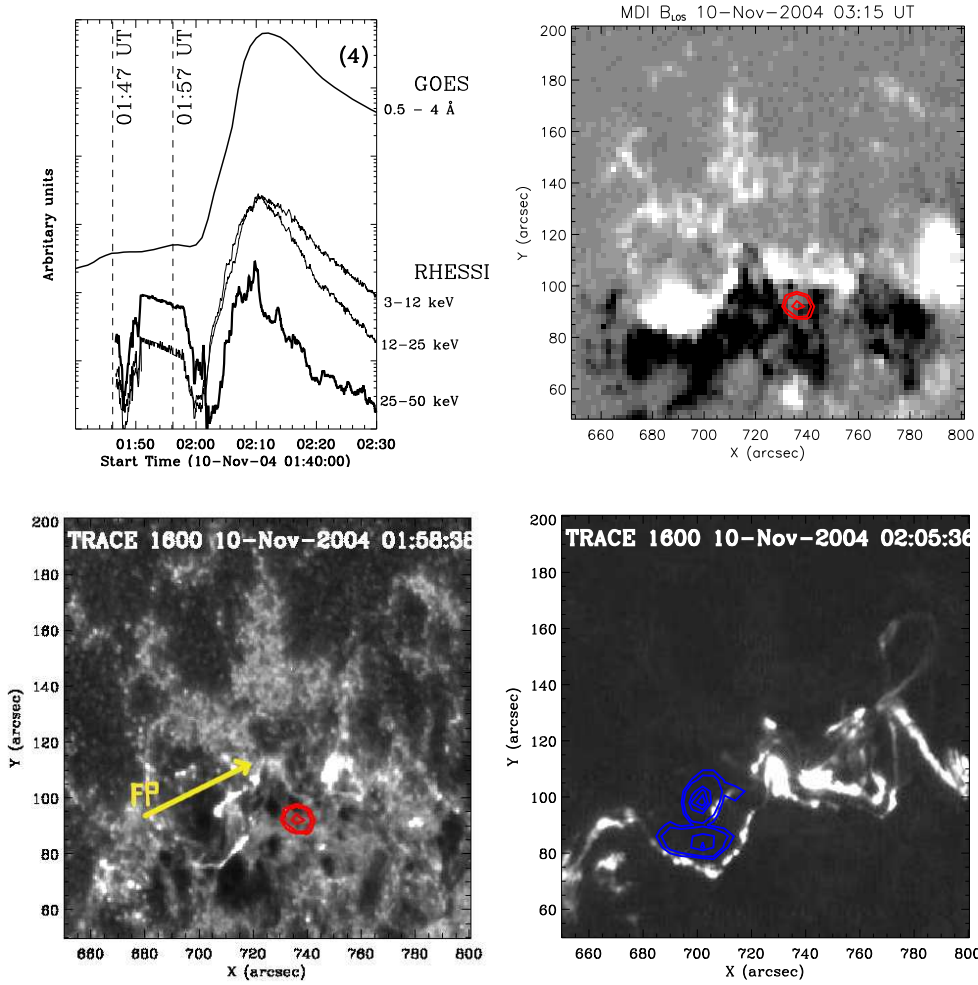 MDI B_LOS 10-Nov-2004 03:15 UT
01:47 UT
01:57 UT
(4)
GOES
0.5 – 4 Å
RHESSI
3–12 keV
12–25 keV
25–50 keV
Arbritary units
01:50 02:00 02:10 02:20 02:30
Start Time (10-Nov-04 01:40:00)
200
180
160
140
120
100
80
60
Y (arcsec)
660 680 700 720 740 760 780 800
X (arcsec)
TRACE 1600 10-Nov-2004 01:58:38
FP
200
180
160
140
120
100
80
60
Y (arcsec)
660 680 700 720 740 760 780 800
X (arcsec)
TRACE 1600 10-Nov-2004 02:05:36
200
180
160
140
120
100
80
60
Y (arcsec)
660 680 700 720 740 760 780 800
X (arcsec)